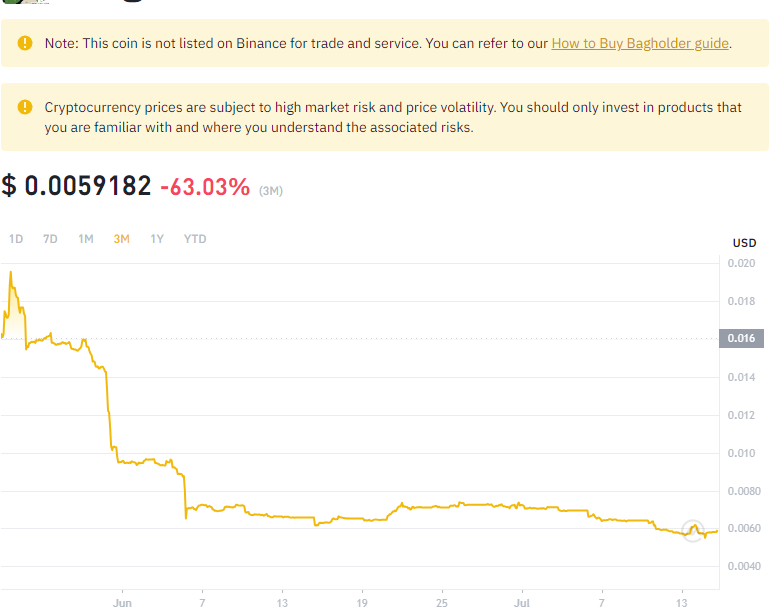 Note: This coin is not listed on Binance for trade and service. You can refer to our How to Buy Bagholder guide.
Cryptocurrency prices are subject to high market risk and price volatility. You should only invest in products that
you are familiar with and where you understand the associated risks.
$ 0.0059182 -63.03% (3M)
1D 7D 1M 3M 1Y YTD
USD
0.020
0.018
0.016
0.014
0.012
0.010
0.0080
0.0060
0.0040
Jun 7 13 19 25 Jul 7 13